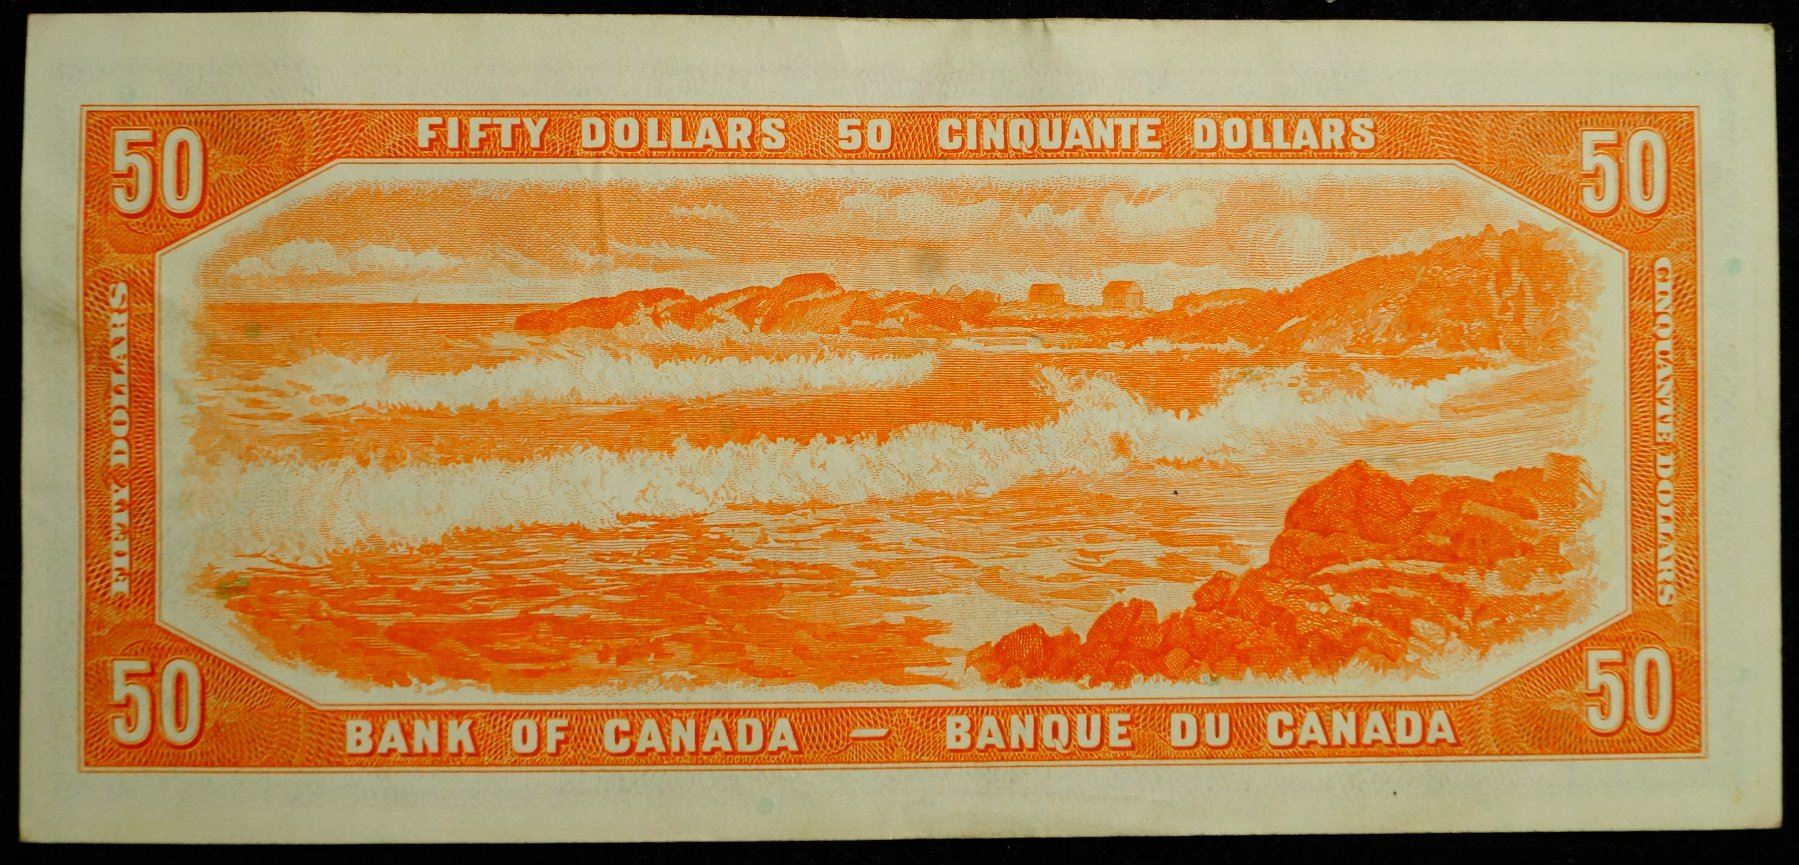 50
FIFTY DOLLARS 50 CINQUANTE DOLLARS
50
FIFTY DOLLARS
CINQUANTE DOLLARS
50
BANK OF CANADA — BANQUE DU CANADA
50